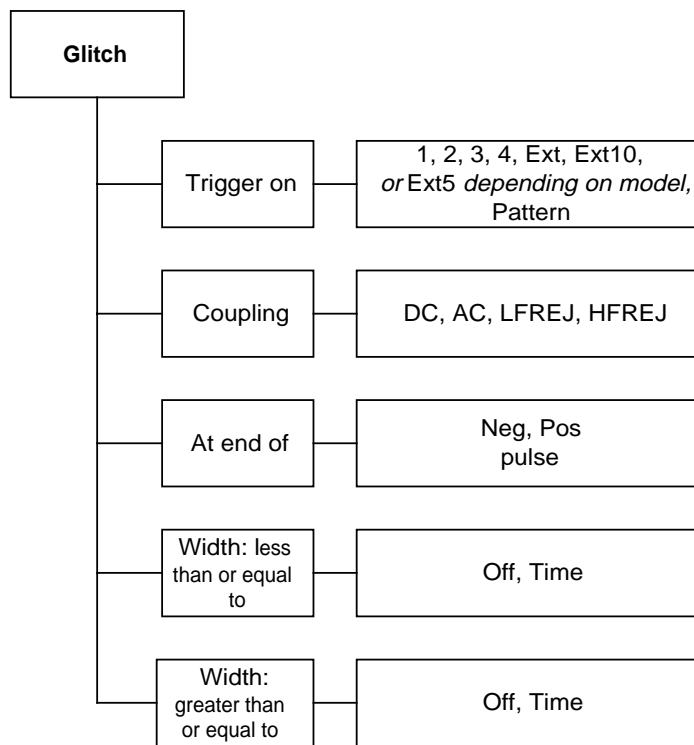 Glitch
Trigger on
1, 2, 3, 4, Ext, Ext10,
or Ext5 depending on model,
Pattern
Coupling
DC, AC, LFREJ, HFREJ
At end of
Neg, Pos
pulse
Width: less
than or equal
to
Off, Time
Width:
greater than
or equal to
Off, Time